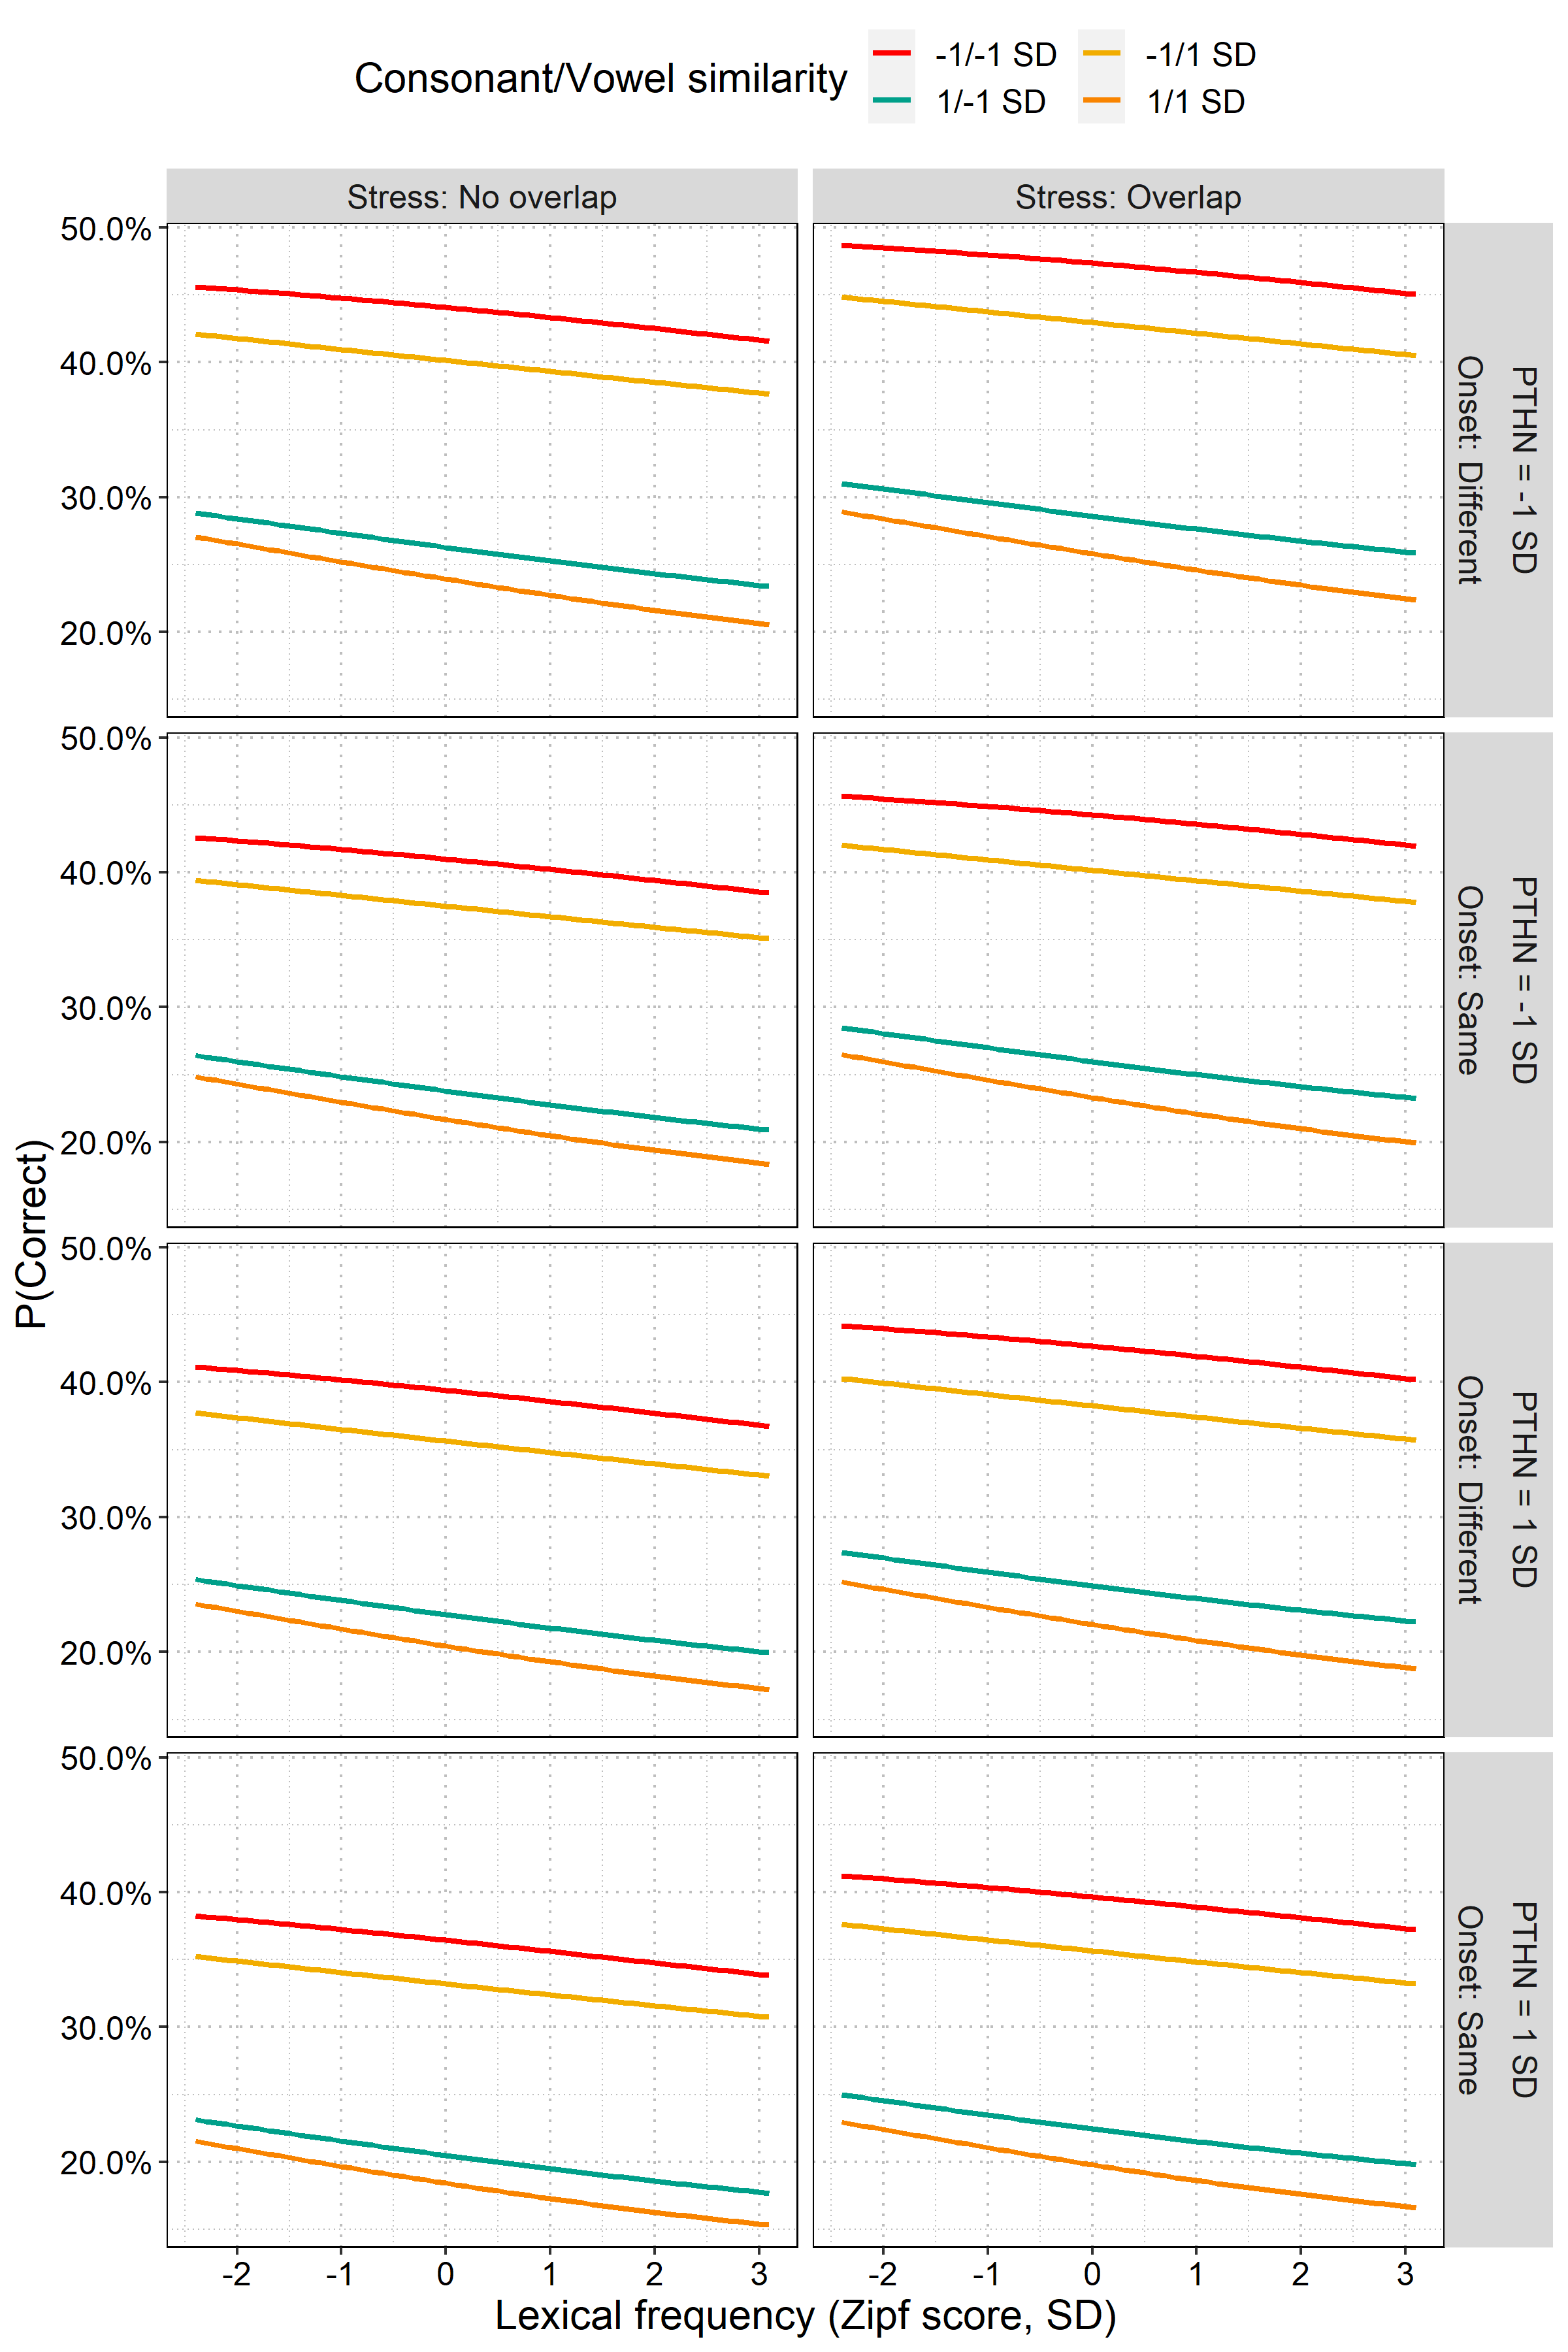 Consonant/Vowel similarity
-1/-1 SD
-1/1 SD
1/-1 SD
1/1 SD
Stress: No overlap
Stress: Overlap
50.0%
40.0%
30.0%
20.0%
PTHN = -1 SD
Onset: Different
50.0%
40.0%
30.0%
20.0%
PTHN = -1 SD
Onset: Same
50.0%
40.0%
30.0%
20.0%
PTHN = 1 SD
Onset: Different
50.0%
40.0%
30.0%
20.0%
PTHN = 1 SD
Onset: Same
P(Correct)
-2 -1 0 1 2 3
-2 -1 0 1 2 3
Lexical frequency (Zipf score, SD)